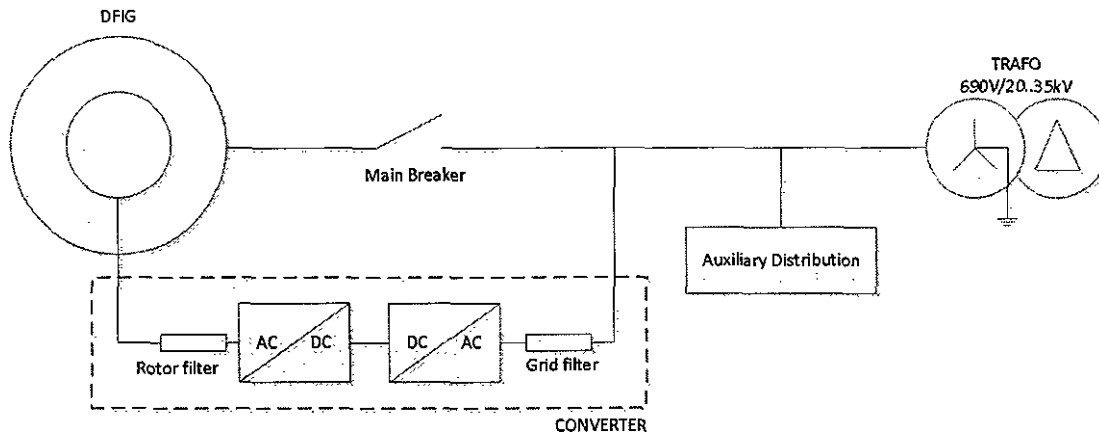 DFIG
TRAFO
690V/20..35kV
Main Breaker
Auxiliary Distribution
AC
DC
DC
AC
Rotor filter
Grid filter
CONVERTER